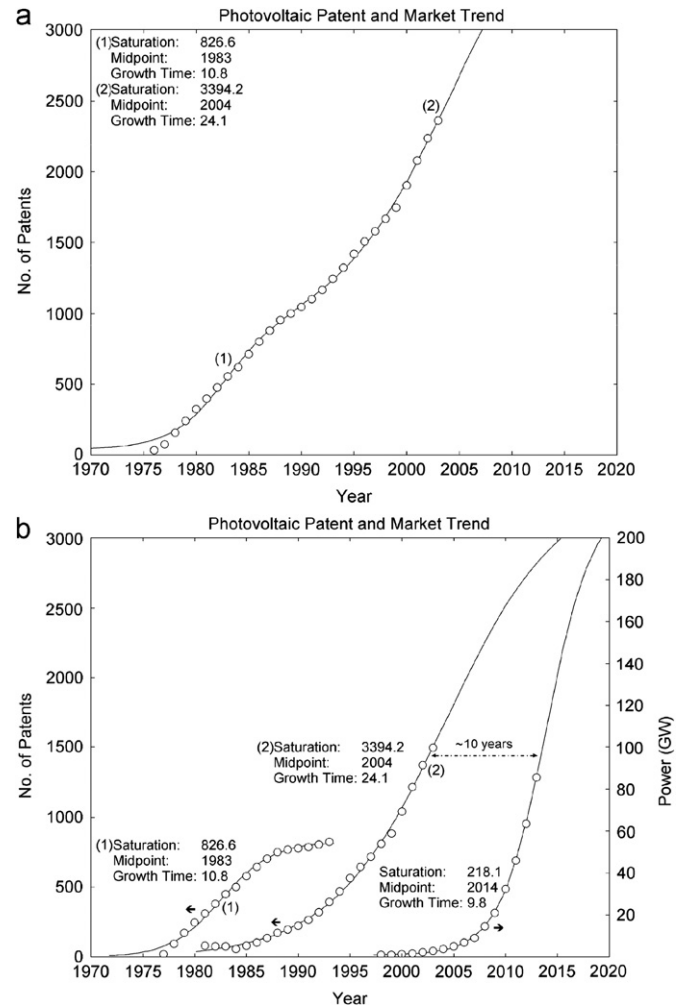 a
Photovoltaic Patent and Market Trend
3000
2500
2000
1500
1000
500
0
No. of Patents
(1)Saturation: 826.6
Midpoint: 1983
Growth Time: 10.8
(2)Saturation: 3394.2
Midpoint: 2004
Growth Time: 24.1
(2)
(1)
1970 1975 1980 1985 1990 1995 2000 2005 2010 2015 2020
Year
b
Photovoltaic Patent and Market Trend
3000
2500
2000
1500
1000
500
0
No. of Patents
200
180
160
140
120
100
80
60
40
20
Power (GW)
~10 years
(2)Saturation: 3394.2
Midpoint: 2004
Growth Time: 24.1
(2)
(1)Saturation: 826.6
Midpoint: 1983
Growth Time: 10.8
(1)
Saturation: 218.1
Midpoint: 2014
Growth Time: 9.8
1970 1975 1980 1985 1990 1995 2000 2005 2010 2015 2020
Year